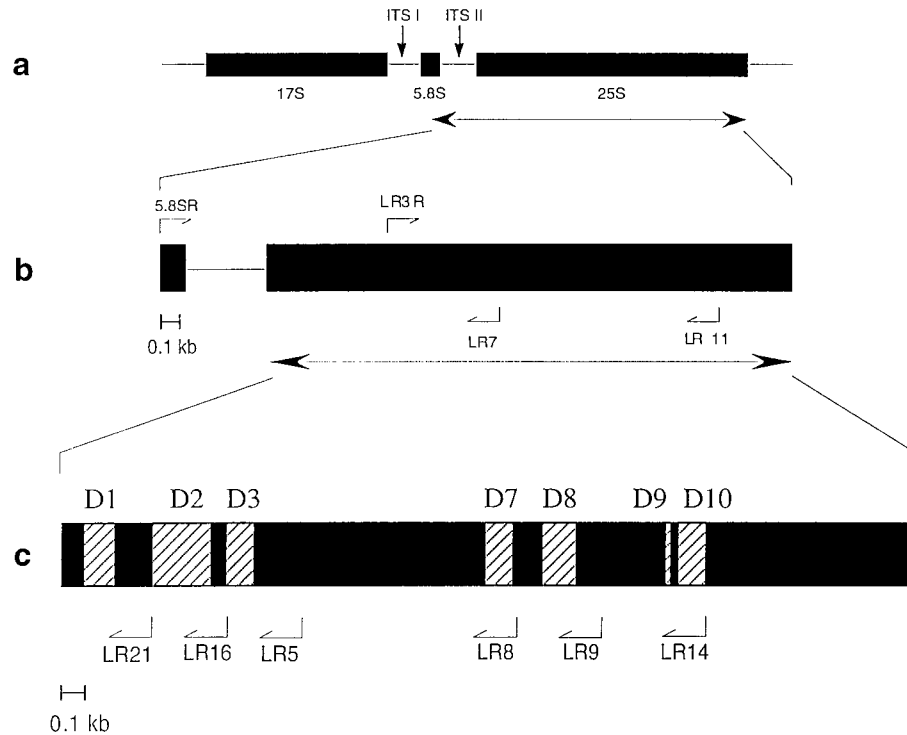 ITS I ITS II
a
17S 5.8S 25S
5.8SR LR3R
b
0.1 kb LR7 LR 11
D1 D2 D3 D7 D8 D9 D10
c
LR21 LR16 LR5 LR8 LR9 LR14
0.1 kb